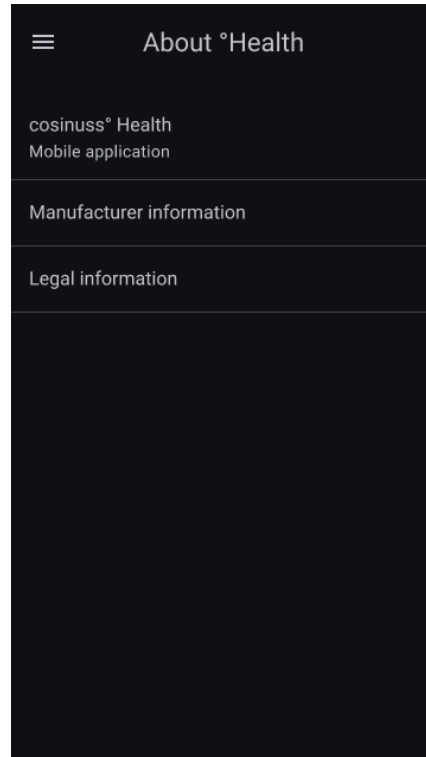 About °Health
cosinuss° Health
Mobile application
Manufacturer information
Legal information